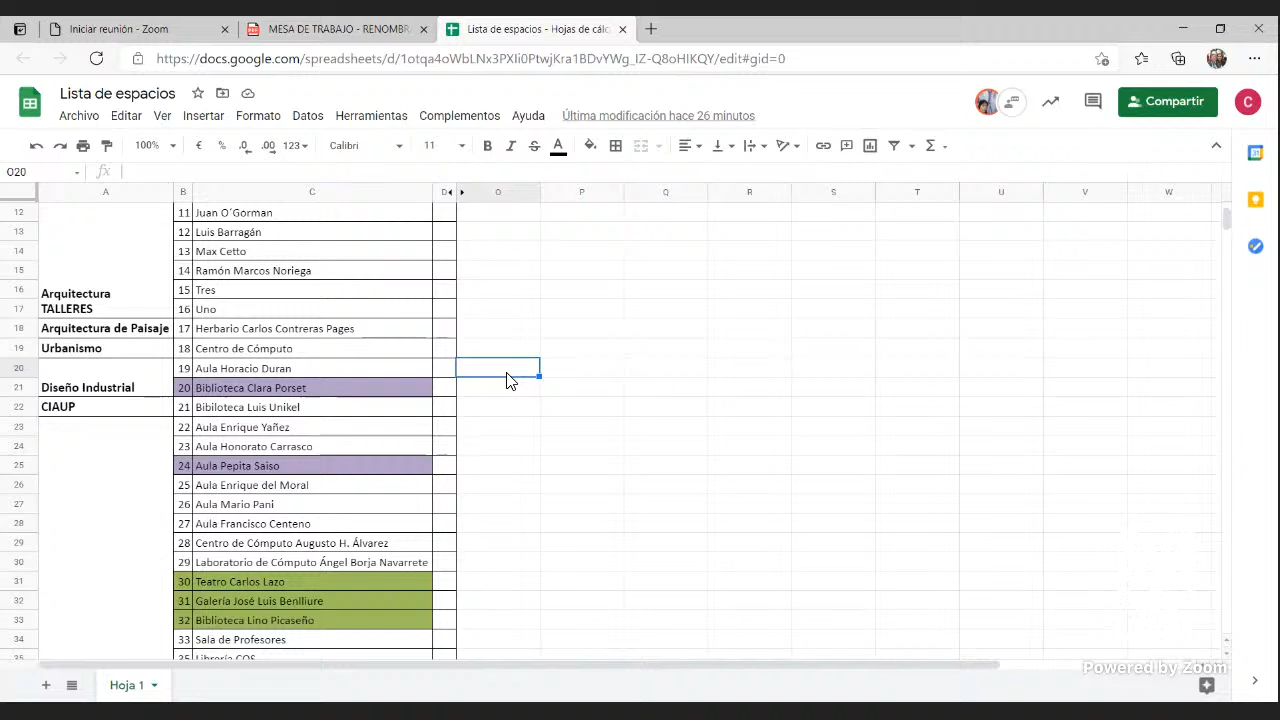 Iniciar reunión - Zoom
MESA DE TRABAJO - RENOMBR
Lista de espacios - Hojas de cálc
https://docs.google.com/spreadsheets/d/1otqa4oWbLNx3PXIi0PtwjKra1BDvYWg_IZ-Q8oHIKQY/edit#gid=0
Lista de espacios
Archivo Editar Ver Insertar Formato Datos Herramientas Complementos Ayuda Última modificación hace 26 minutos
Compartir
C
100% € % .0 .00 123 Calibri 11 B I S A Σ
O20 fx
A B C D O P Q R S T U V W
12 11 Juan O´Gorman
13 12 Luis Barragán
14 13 Max Cetto
15 14 Ramón Marcos Noriega
16 Arquitectura 15 Tres
17 TALLERES 16 Uno
18 Arquitectura de Paisaje 17 Herbario Carlos Contreras Pages
19 Urbanismo 18 Centro de Cómputo
20 19 Aula Horacio Duran
21 Diseño Industrial 20 Biblioteca Clara Porset
22 CIAUP 21 Bibiloteca Luis Unikel
23 22 Aula Enrique Yañez
24 23 Aula Honorato Carrasco
25 24 Aula Pepita Saiso
26 25 Aula Enrique del Moral
27 26 Aula Mario Pani
28 27 Aula Francisco Centeno
29 28 Centro de Cómputo Augusto H. Álvarez
30 29 Laboratorio de Cómputo Ángel Borja Navarrete
31 30 Teatro Carlos Lazo
32 31 Galería José Luis Benlliure
33 32 Biblioteca Lino Picaseño
34 33 Sala de Profesores
35 35 Librería COS
Powered by Zoom
Hoja 1